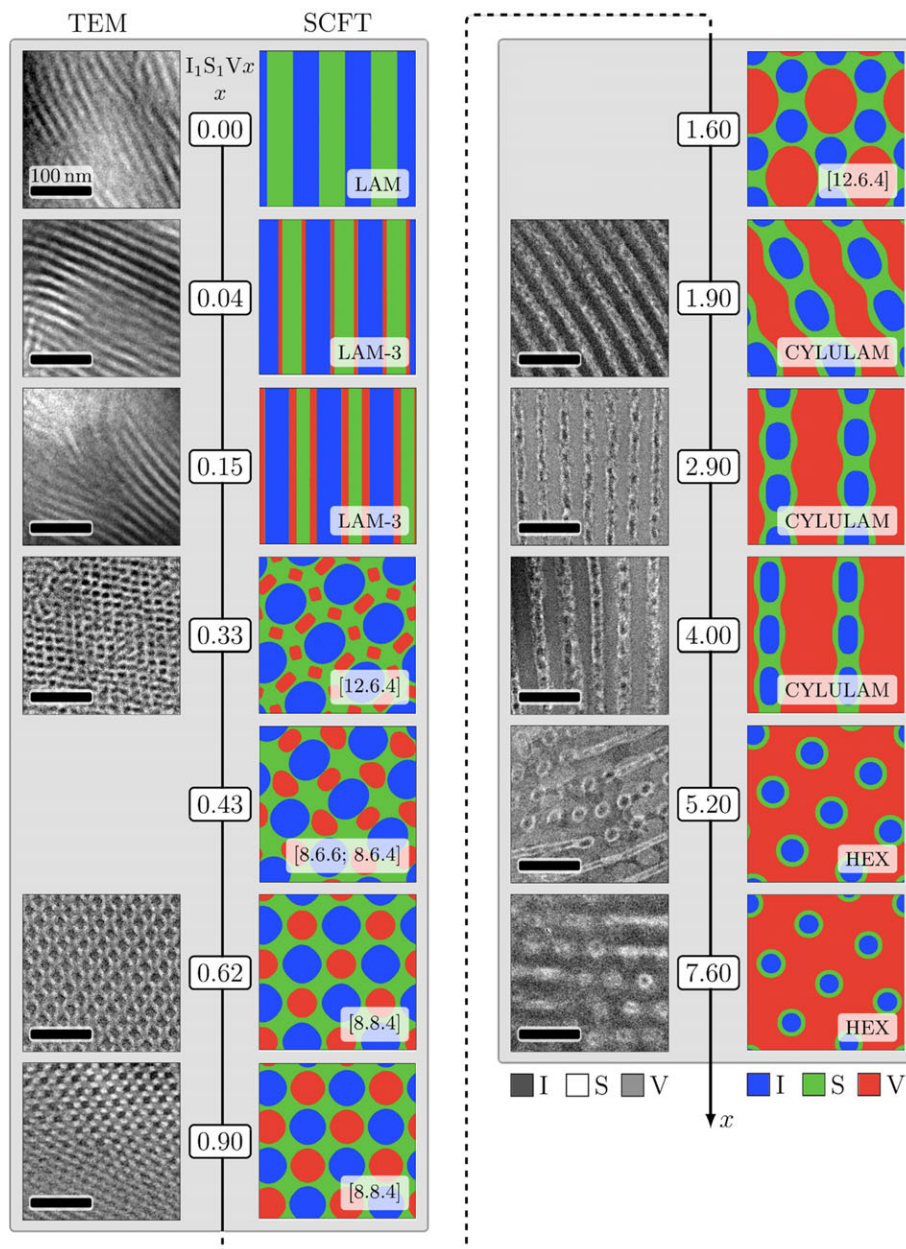 TEM SCFT
I₁S₁Vx
x
100 nm
0.00
LAM
0.04
LAM-3
0.15
LAM-3
0.33
[12.6.4]
0.43
[8.6.6; 8.6.4]
0.62
[8.8.4]
0.90
[8.8.4]
1.60
[12.6.4]
1.90
CYLULAM
2.90
CYLULAM
4.00
CYLULAM
5.20
HEX
7.60
HEX
I S V I S V
x